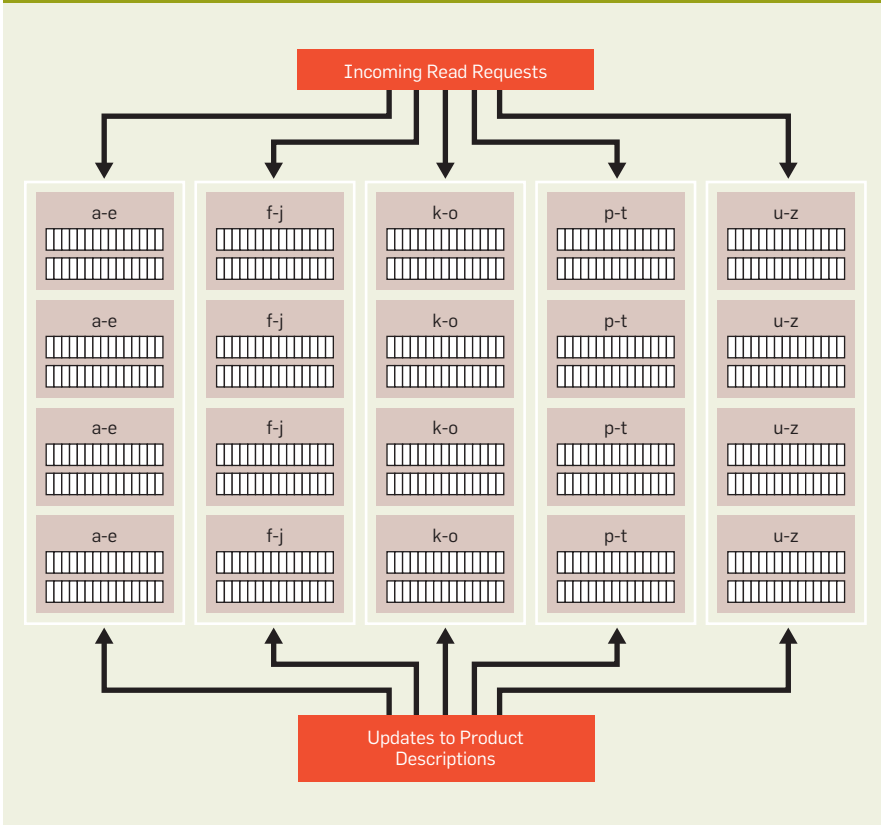 Incoming Read Requests
a-e f-j k-o p-t u-z
a-e f-j k-o p-t u-z
a-e f-j k-o p-t u-z
a-e f-j k-o p-t u-z
Updates to Product
Descriptions